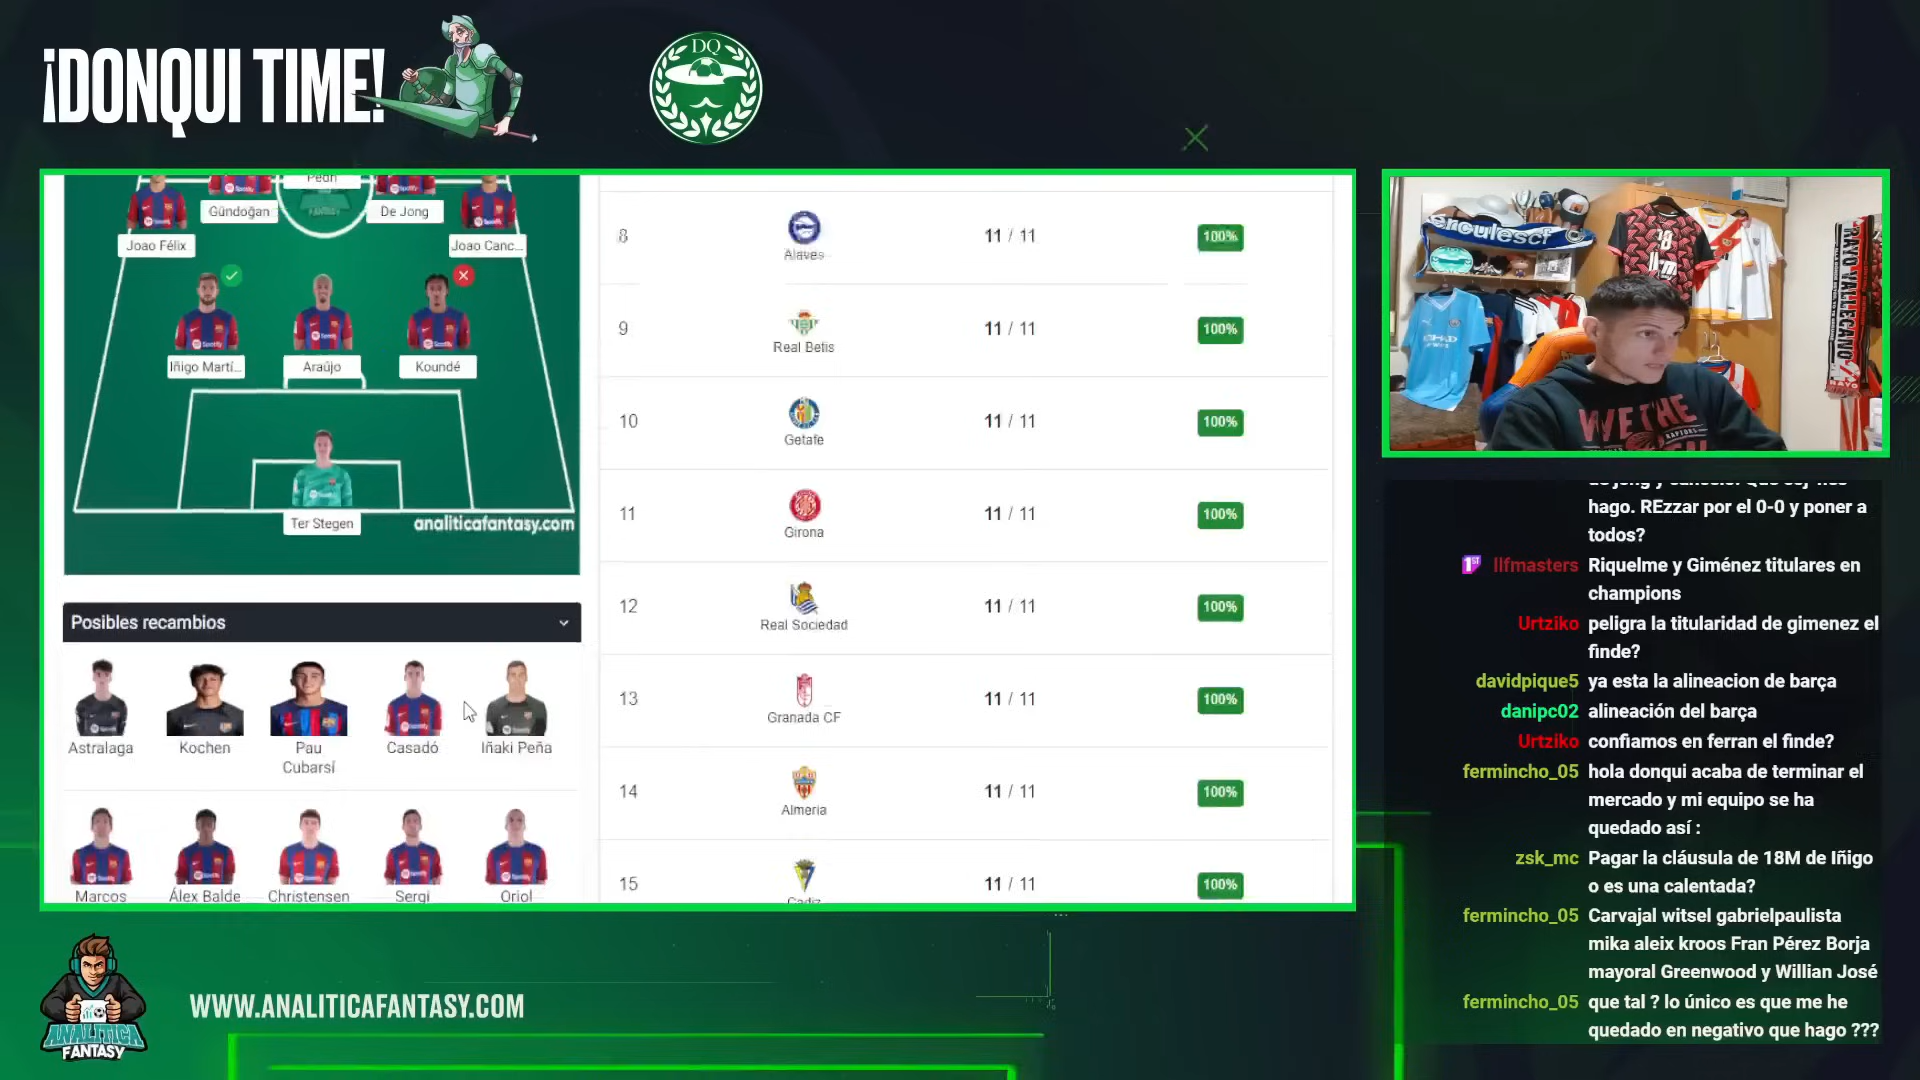 ¡DONQUI TIME!
DQ
Pedri
Gündoğan
De Jong
Joao Félix
Joao Canc...
Iñigo Martí...
Araüjo
Koundé
Ter Stegen
analiticafantasy.com
Posibles recambios
Astralaga
Kochen
Pau
Cubarsí
Casadó
Iñaki Peña
Marcos
Álex Balde
Christensen
Sergi
Oriol
8
Alaves
11 / 11
100%
9
Real Betis
11 / 11
100%
10
Getafe
11 / 11
100%
11
Girona
11 / 11
100%
12
Real Sociedad
11 / 11
100%
13
Granada CF
11 / 11
100%
14
Almeria
11 / 11
100%
15
Cadiz
11 / 11
100%
erculescf
RAYO VALLECANO
WE THE
RAPTORS
hago. REzzar por el 0-0 y poner a
todos?
llfmasters Riquelme y Giménez titulares en
champions
Urtziko peligra la titularidad de gimenez el
finde?
davidpique5 ya esta la alineacion de barça
danipc02 alineación del barça
Urtziko confiamos en ferran el finde?
fermincho_05 hola donqui acaba de terminar el
mercado y mi equipo se ha
quedado así :
zsk_mc Pagar la cláusula de 18M de Iñigo
o es una calentada?
fermincho_05 Carvajal witsel gabrielpaulista
mika aleix kroos Fran Pérez Borja
mayoral Greenwood y Willian José
fermincho_05 que tal ? lo único es que me he
quedado en negativo que hago ???
ANALITICA
FANTASY
WWW.ANALITICAFANTASY.COM